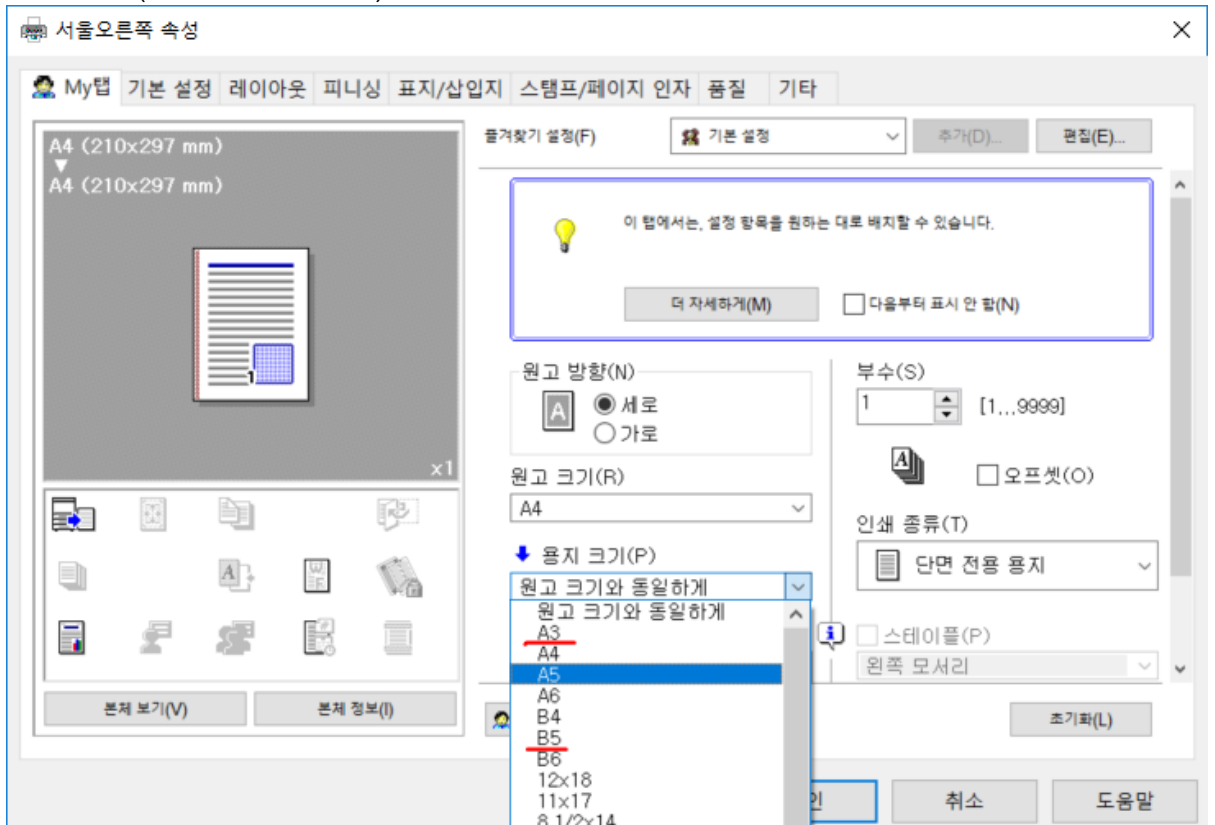 서울오른쪽 속성
My탭 기본 설정 레이아웃 피니싱 표지/삽입지 스탬프/페이지 인자 품질 기타
A4 (210x297 mm)
A4 (210x297 mm)
1
x1
본체 보기(V) 본체 정보(I)
즐겨찾기 설정(F) 기본 설정 추가(D)... 편집(E)...
이 탭에서는, 설정 항목을 원하는 대로 배치할 수 있습니다.
더 자세하게(M) 다음부터 표시 안 함(N)
원고 방향(N)
A 세로
가로
원고 크기(R)
A4
용지 크기(P)
원고 크기와 동일하게
원고 크기와 동일하게
A3
A4
A5
A6
B4
B5
B6
12x18
11x17
8 1/2x14
부수(S)
1 [1...9999]
오프셋(O)
인쇄 종류(T)
단면 전용 용지
스테이플(P)
왼쪽 모서리
초기화(L)
취소 도움말